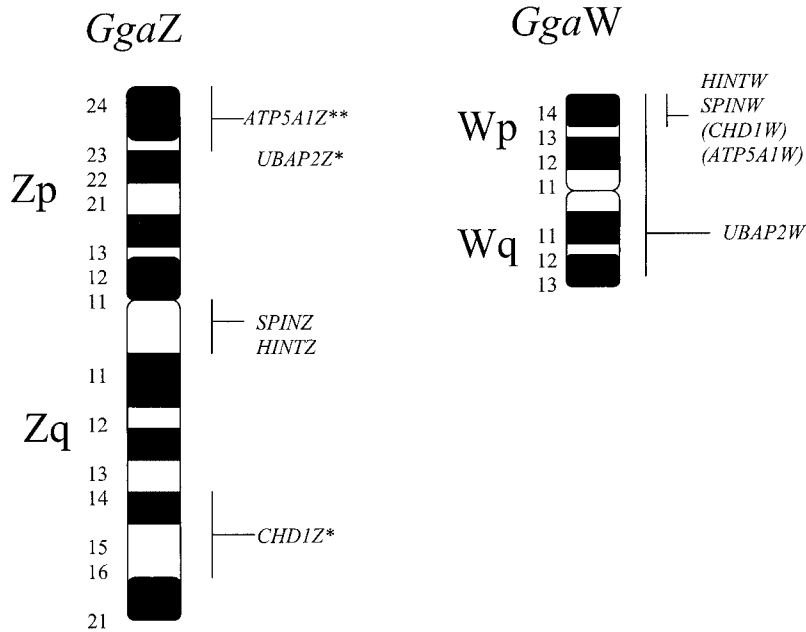 GgaZ
24
23
22
21
13
12
11
11
12
13
14
15
16
21
Zp
Zq
ATP5A1Z**
UBAP2Z*
SPINZ
HINTZ
CHD1Z*
GgaW
Wp
Wq
14
13
12
11
11
12
13
HINTW
SPINW
(CHD1W)
(ATP5A1W)
UBAP2W